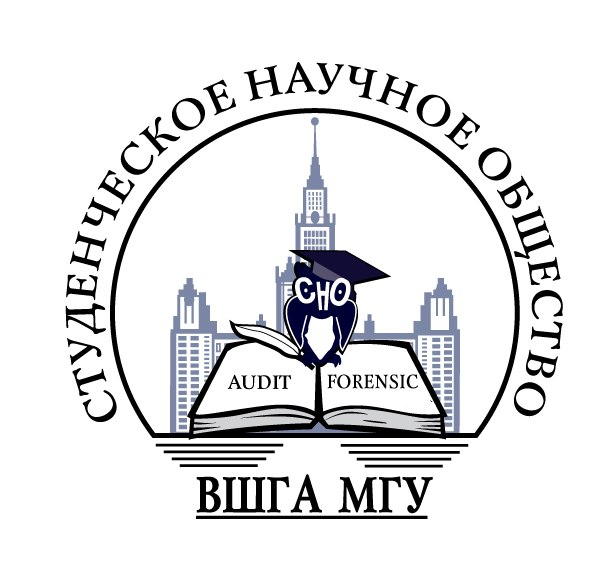 СТУДЕНЧЕСКОЕ НАУЧНОЕ ОБЩЕСТВО
СНО
AUDIT FORENSIC
ВШГА МГУ